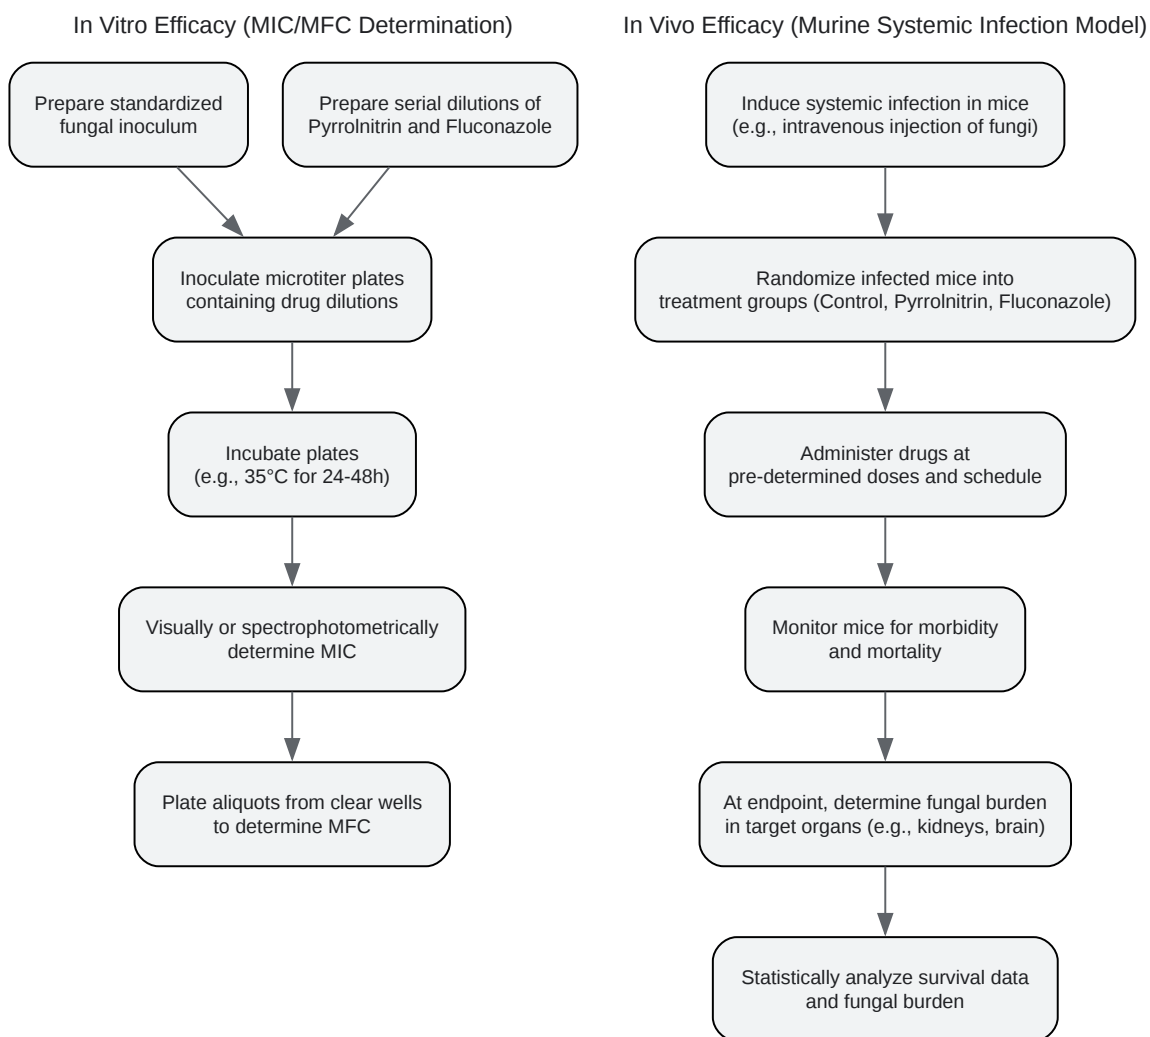 In Vitro Efficacy (MIC/MFC Determination)
Prepare standardized
fungal inoculum
Prepare serial dilutions of
Pyrrolnitrin and Fluconazole
Inoculate microtiter plates
containing drug dilutions
Incubate plates
(e.g., 35°C for 24-48h)
Visually or spectrophotometrically
determine MIC
Plate aliquots from clear wells
to determine MFC
In Vivo Efficacy (Murine Systemic Infection Model)
Induce systemic infection in mice
(e.g., intravenous injection of fungi)
Randomize infected mice into
treatment groups (Control, Pyrrolnitrin, Fluconazole)
Administer drugs at
pre-determined doses and schedule
Monitor mice for morbidity
and mortality
At endpoint, determine fungal burden
in target organs (e.g., kidneys, brain)
Statistically analyze survival data
and fungal burden